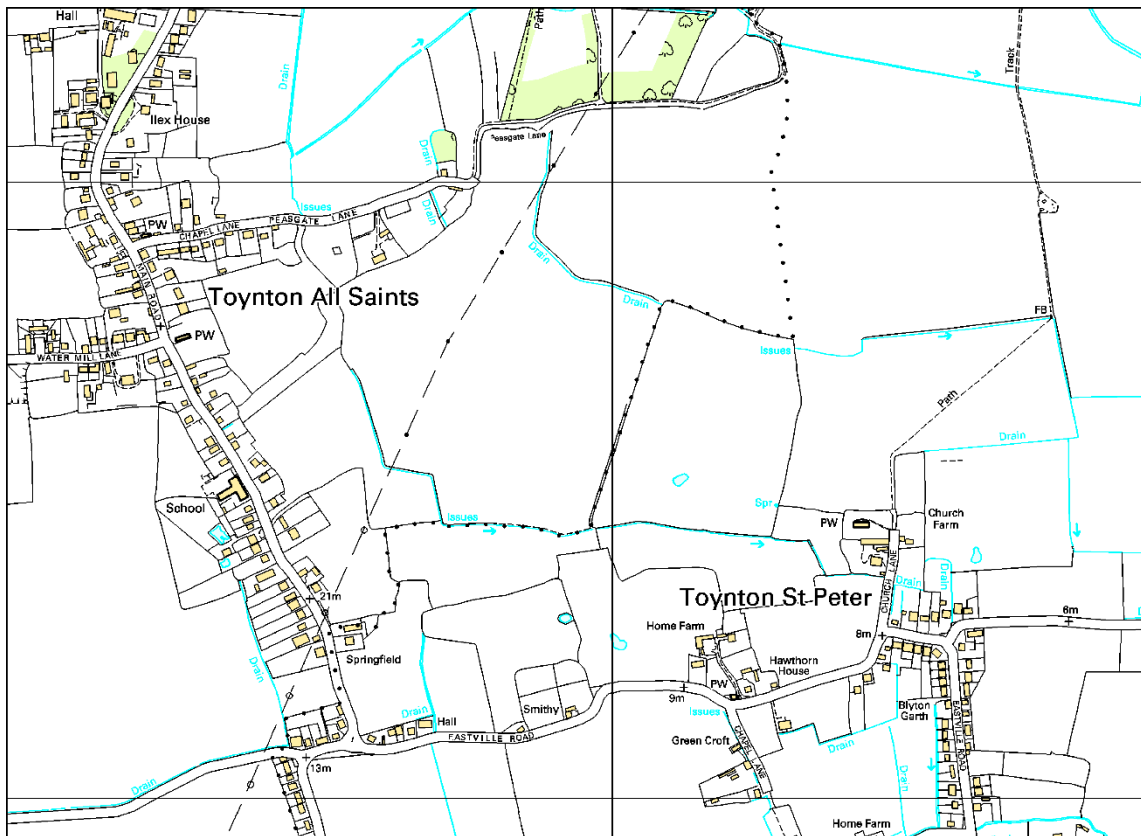 Hall
Path
Drain
Track
Ilex House
Peasgate Lane
Drain
Issues
PEASGATE LANE
CHAPEL LANE
PW
Drain
MAIN ROAD
Drain
Toynton All Saints
Drain
FB
PW
Issues
WATER MILL LANE
Path
Drain
School
Spr
Issues
PW
Church
Farm
CHURCH LANE
Drain
Drain
21m
Toynton St Peter
6m
Home Farm
8m
Drain
Springfield
Hawthorn
House
PW
9m
Smithy
Blyton
Garth
Drain
Hall
Issues
EASTVILLE ROAD
Green Croft
CHAPEL LANE
Drain
EASTVILLE ROAD
13m
Drain
Drain
Home Farm